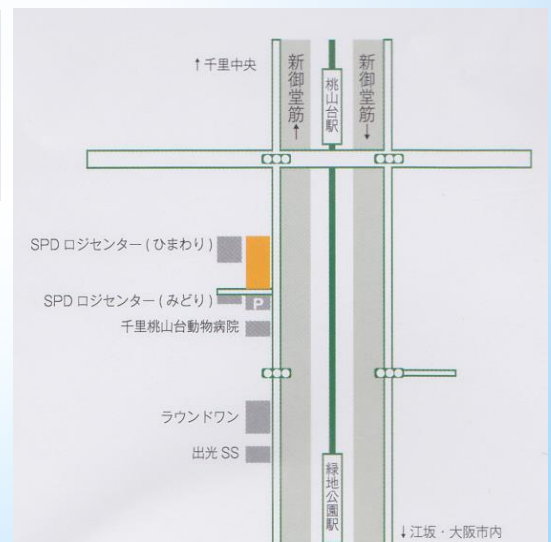 ↑千里中央
新御堂筋↑
桃山台駅
新御堂筋↓
SPD ロジセンター(ひまわり)
SPD ロジセンター(みどり)
P
千里桃山台動物病院
ラウンドワン
出光 SS
緑地公園駅
↓江坂・大阪市内